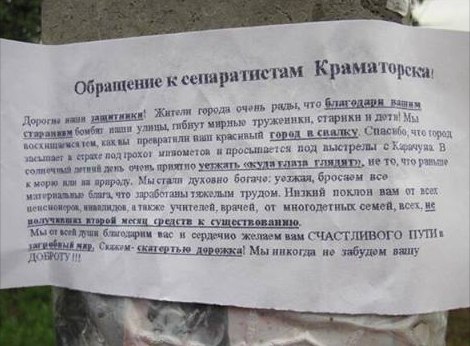 Обращение к сепаратистам Краматорска!
Дорогие наши защитники! Жители города очень рады, что благодаря вашим
стараниям бомбят наши улицы, гибнут мирные труженики, старики и дети! Мы
восхищаемся тем, как вы превратили наш красивый город в свалку. Спасибо, что город
засыпает в страхе под грохот минометов и просыпается под выстрелы с Карачуна. В
солнечный летний день очень приятно уезжать «куда глаза глядят», не то, что раньше
к морю или на природу. Мы стали духовно богаче: уезжая, бросаем все
материальные блага, что заработаны тяжелым трудом. Низкий поклон вам от всех
пенсионеров, инвалидов, а также учителей, врачей, от многодетных семей, всех, не
получивших второй месяц средств к существованию.
Мы от всей души благодарим вас и сердечно желаем вам СЧАСТЛИВОГО ПУТИ в
загробный мир. Скажем- скатертью дорожка! Мы никогда не забудем вашу
ДОБРОТУ!!!